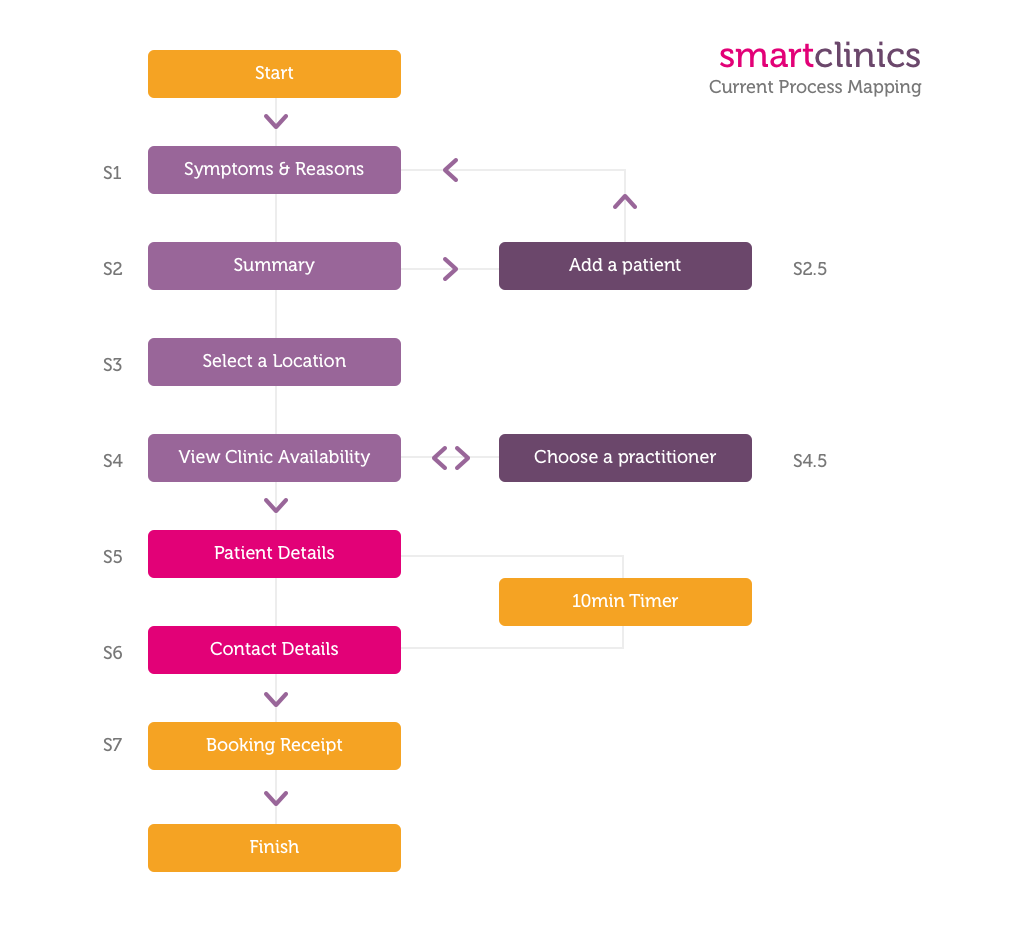 smartclinics
Current Process Mapping
Start
S1
Symptoms & Reasons
S2
Summary
Add a patient
S2.5
S3
Select a Location
S4
View Clinic Availability
Choose a practitioner
S4.5
S5
Patient Details
10min Timer
S6
Contact Details
S7
Booking Receipt
Finish